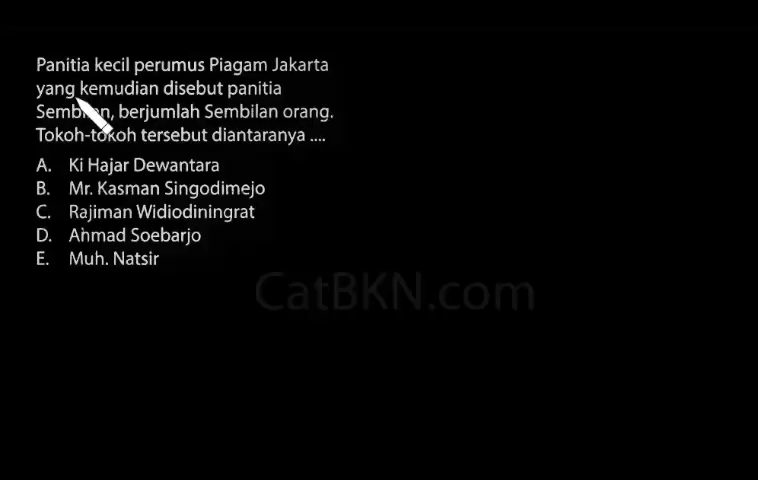 Panitia kecil perumus Piagam Jakarta
yang kemudian disebut panitia
Sembilan, berjumlah Sembilan orang.
Tokoh-tokoh tersebut diantaranya ....
A. Ki Hajar Dewantara
B. Mr. Kasman Singodimejo
C. Rajiman Widiodiningrat
D. Ahmad Soebarjo
E. Muh. Natsir
CatBKN.com